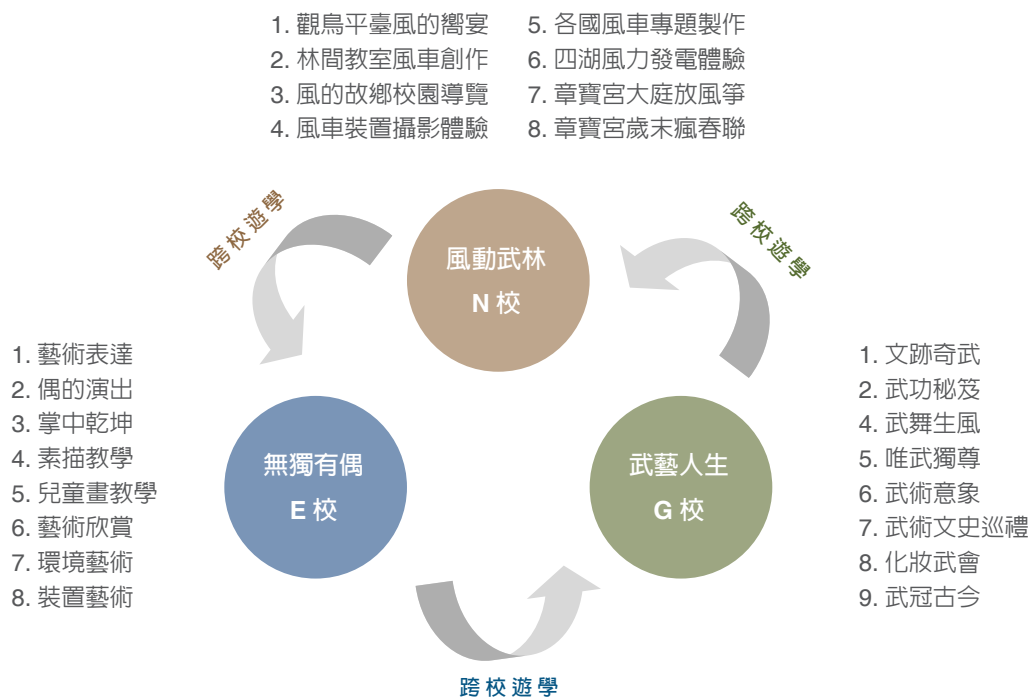 1. 觀鳥平臺風的饗宴
2. 林間教室風車創作
3. 風的故鄉校園導覽
4. 風車裝置攝影體驗
5. 各國風車專題製作
6. 四湖風力發電體驗
7. 章寶宮大庭放風箏
8. 章寶宮歲末瘋春聯
跨校遊學
風動武林
N 校
跨校遊學
1. 藝術表達
2. 偶的演出
3. 掌中乾坤
4. 素描教學
5. 兒童畫教學
6. 藝術欣賞
7. 環境藝術
8. 裝置藝術
無獨有偶
E 校
武藝人生
G 校
1. 文跡奇武
2. 武功秘笈
4. 武舞生風
5. 唯武獨尊
6. 武術意象
7. 武術文史巡禮
8. 化妝武會
9. 武冠古今
跨校遊學